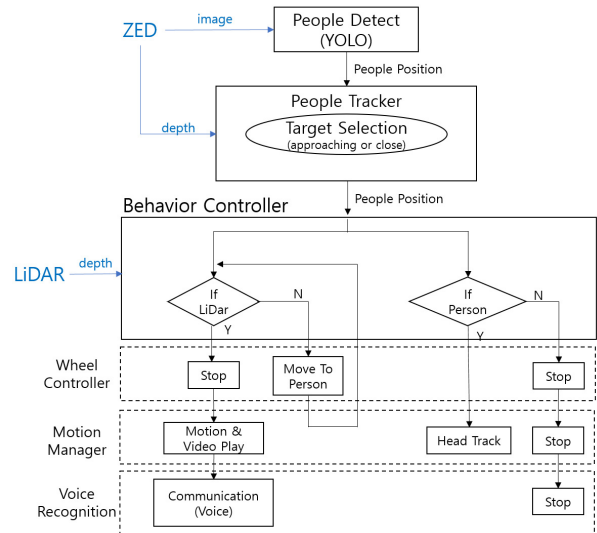 ZED
image
People Detect
(YOLO)
People Position
depth
People Tracker
Target Selection
(approaching or close)
People Position
Behavior Controller
LiDAR
depth
If
LiDar
N
Y
If
Person
N
Y
Wheel
Controller
Stop
Move To
Person
Stop
Motion
Manager
Motion &
Video Play
Head Track
Stop
Voice
Recognition
Communication
(Voice)
Stop